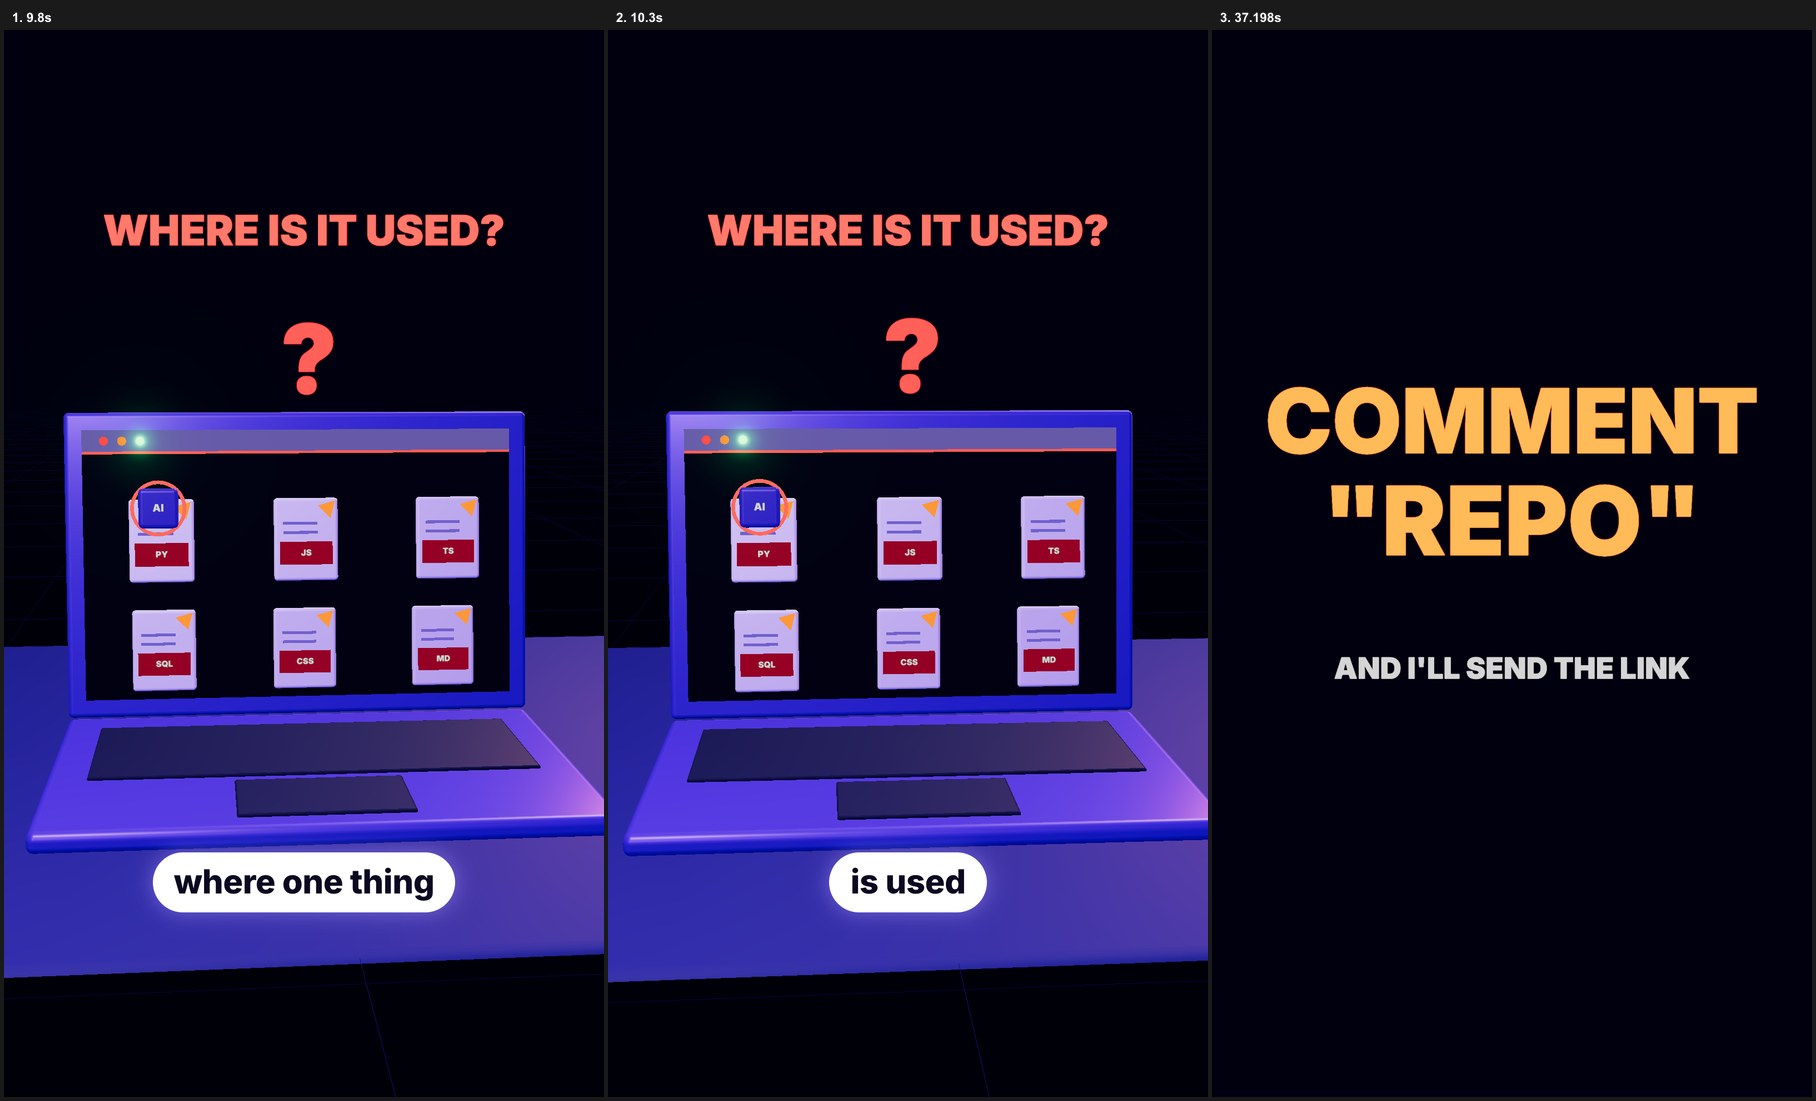 1. 9.8s
WHERE IS IT USED?
?
AI
PY
JS
TS
SQL
CSS
MD
where one thing
2. 10.3s
WHERE IS IT USED?
?
AI
PY
JS
TS
SQL
CSS
MD
is used
3. 37.198s
COMMENT
"REPO"
AND I'LL SEND THE LINK